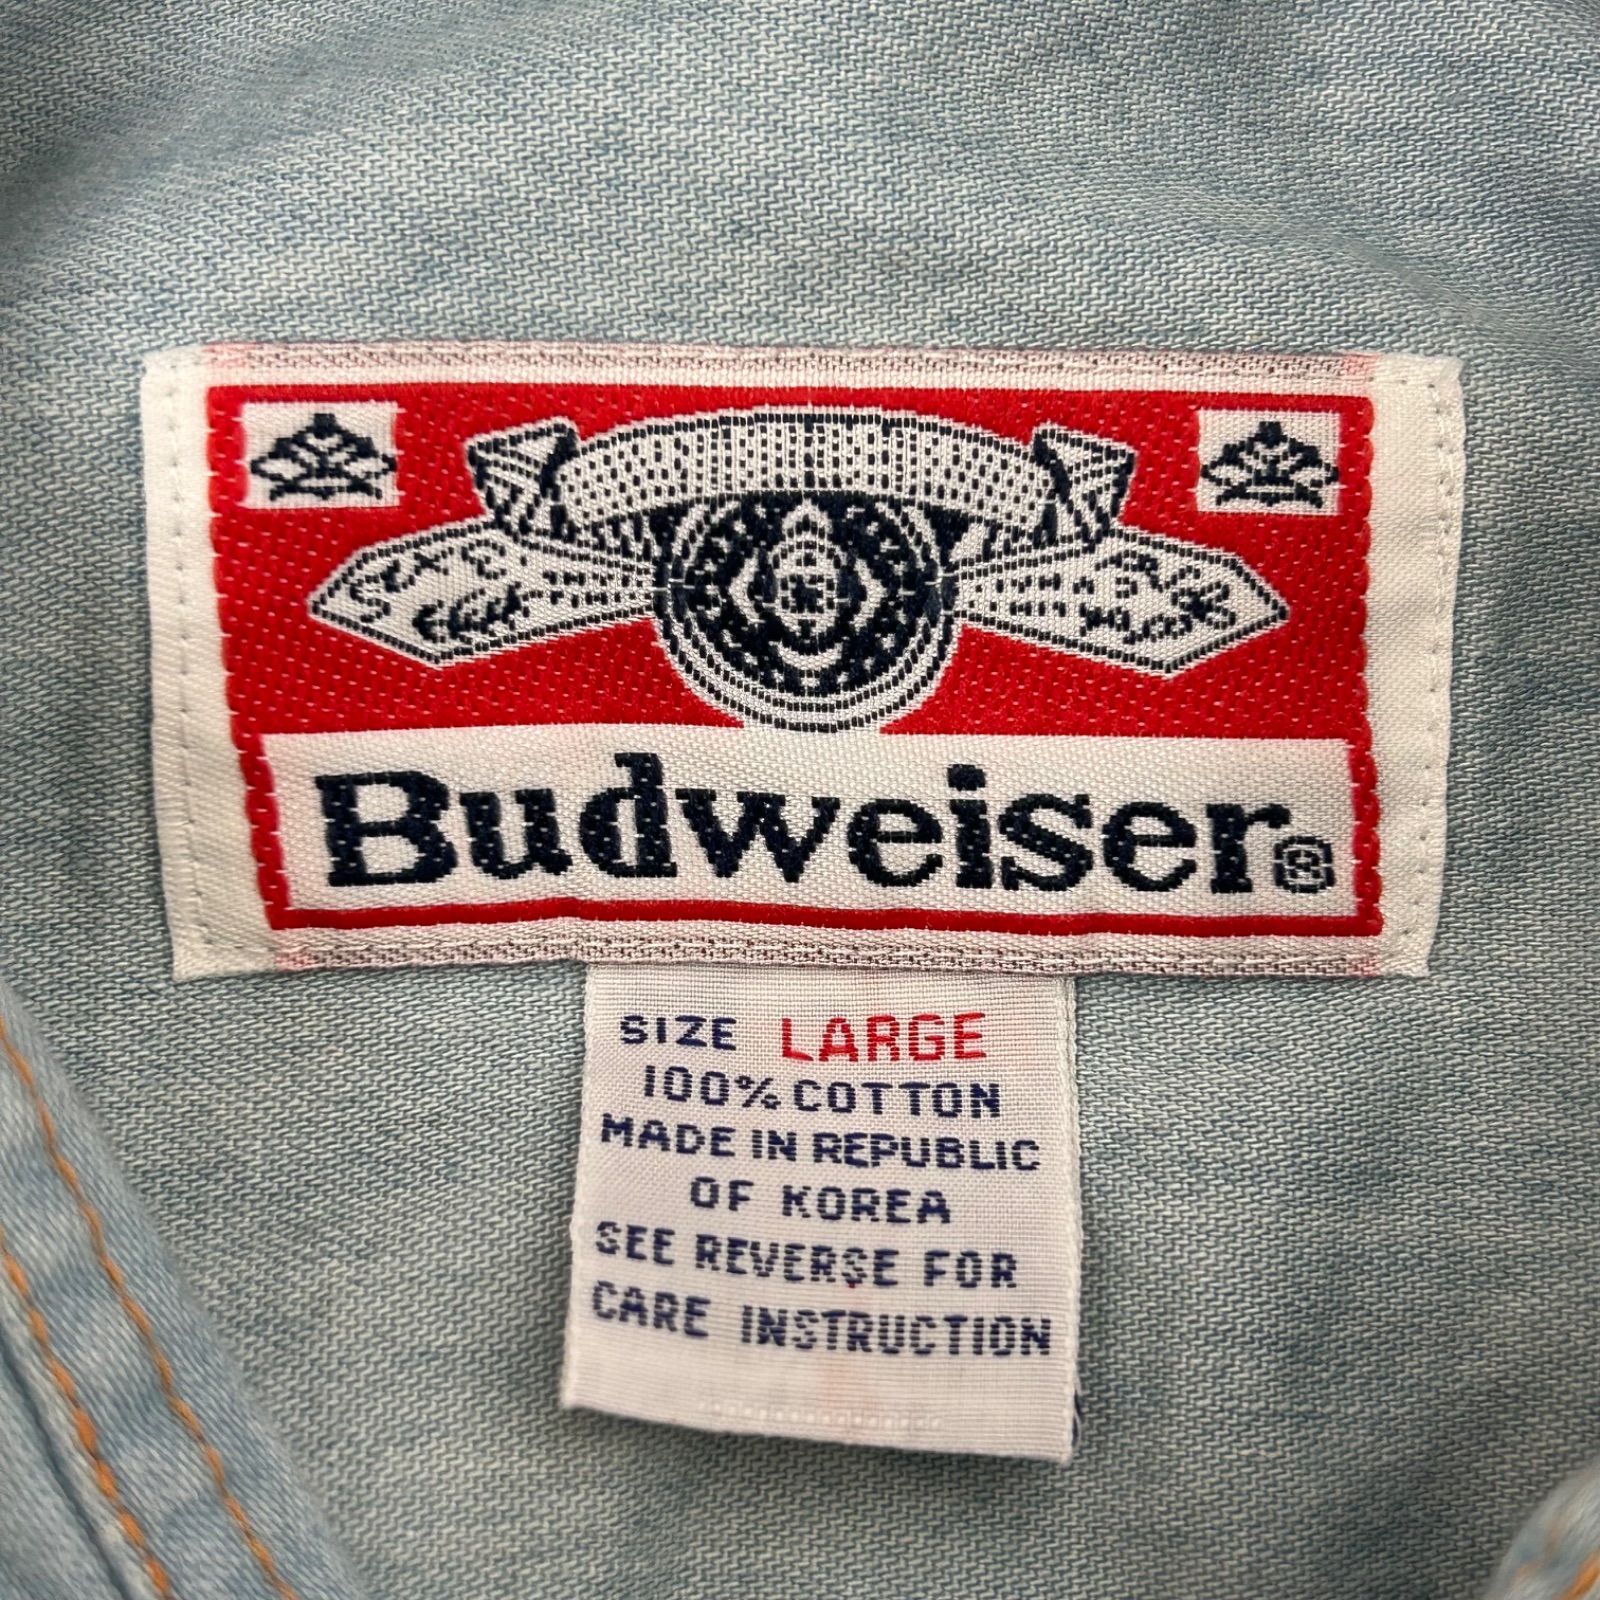 Budweiser®
SIZE LARGE
100% COTTON
MADE IN REPUBLIC
OF KOREA
SEE REVERSE FOR
CARE INSTRUCTION